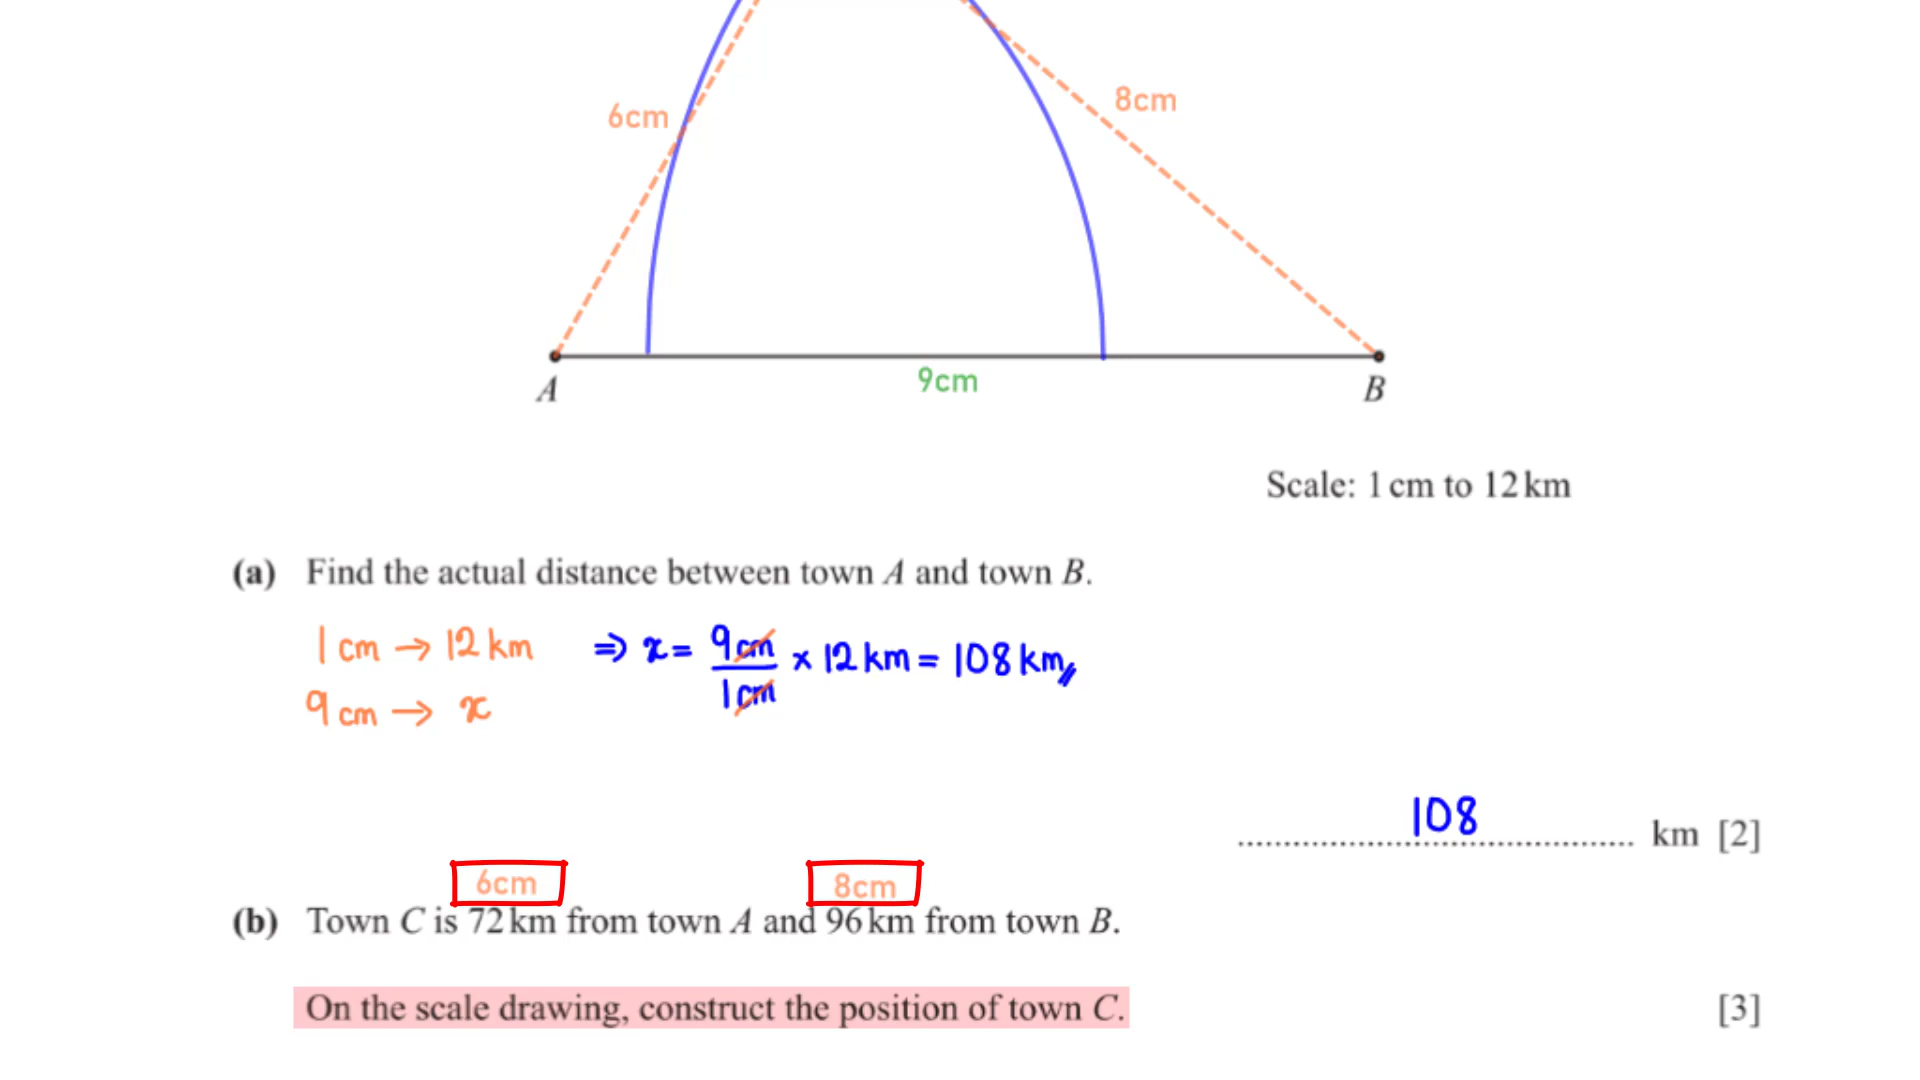 6cm
8cm
9cm
A
B
Scale: 1 cm to 12 km
(a) Find the actual distance between town A and town B.
1 cm → 12 km ⇒ x = 9cm/1cm × 12 km = 108 km
9 cm → x
108
km [2]
6cm 8cm
(b) Town C is 72 km from town A and 96 km from town B.
On the scale drawing, construct the position of town C. [3]